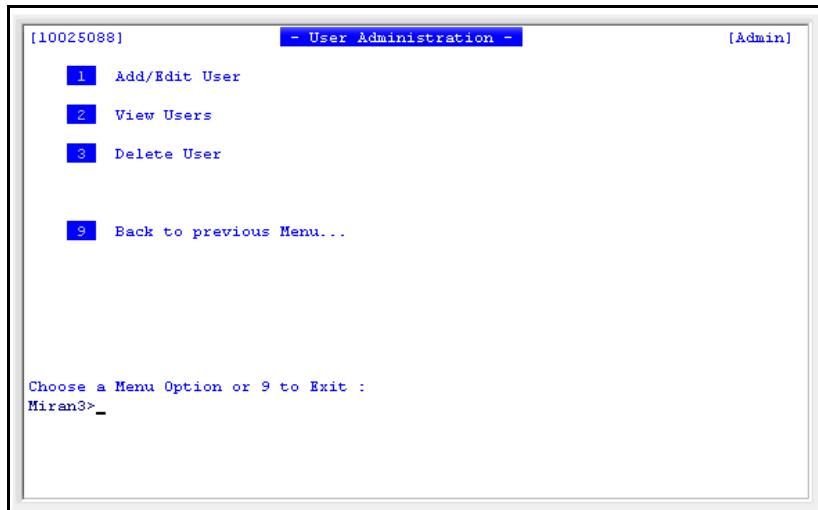 [10025088] - User Administration - [Admin]
1 Add/Edit User
2 View Users
3 Delete User
9 Back to previous Menu...
Choose a Menu Option or 9 to Exit :
Miran3>_